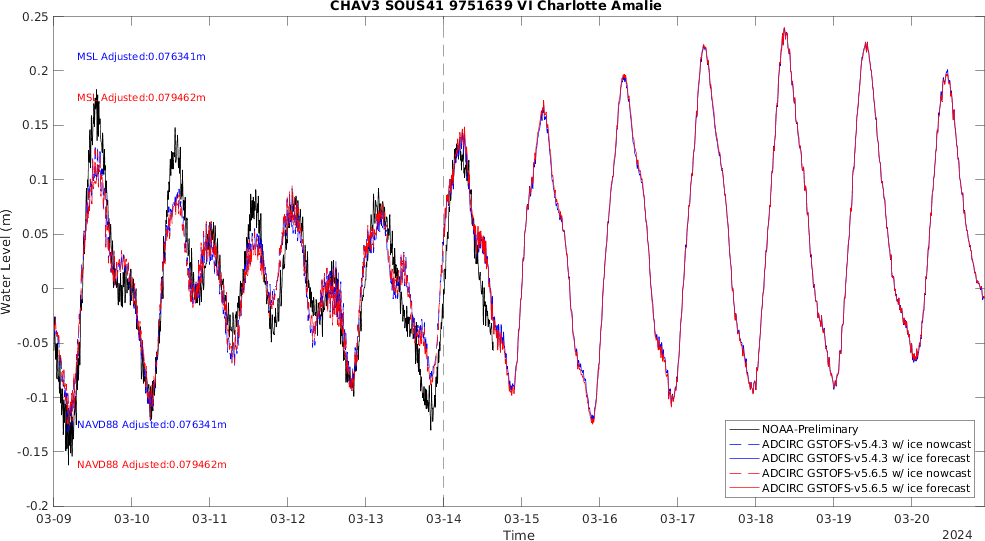 CHAV3 SOUS41 9751639 VI Charlotte Amalie
0.25
0.2
0.15
0.1
0.05
0
-0.05
-0.1
-0.15
-0.2
Water Level (m)
MSL Adjusted:0.076341m
MSL Adjusted:0.079462m
NAVD88 Adjusted:0.076341m
NAVD88 Adjusted:0.079462m
NOAA-Preliminary
ADCIRC GSTOFS-v5.4.3 w/ ice nowcast
ADCIRC GSTOFS-v5.4.3 w/ ice forecast
ADCIRC GSTOFS-v5.6.5 w/ ice nowcast
ADCIRC GSTOFS-v5.6.5 w/ ice forecast
03-09 03-10 03-11 03-12 03-13 03-14 03-15 03-16 03-17 03-18 03-19 03-20
Time
2024